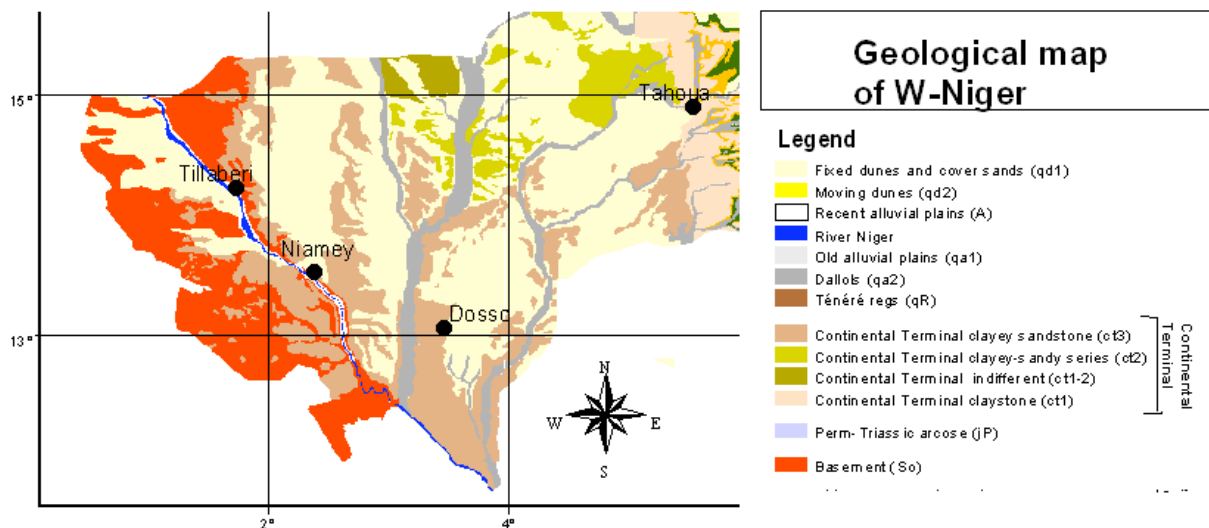 Geological map
of W-Niger
Legend
Fixed dunes and cover sands (qd1)
Moving dunes (qd2)
Recent alluvial plains (A)
River Niger
Old alluvial plains (qa1)
Dallols (qa2)
Ténéré regs (qR)
Continental Terminal clayey sandstone (ct3)
Continental Terminal clayey-sandy series (ct2)
Continental Terminal indifferent (ct1-2)
Continental Terminal claystone (ct1)
Continental
Terminal
Perm-Triassic arcose (jP)
Basement (So)
15°
13°
2°
4°
Tahoua
Tillaberi
Niamey
Dosso
N
W
E
S